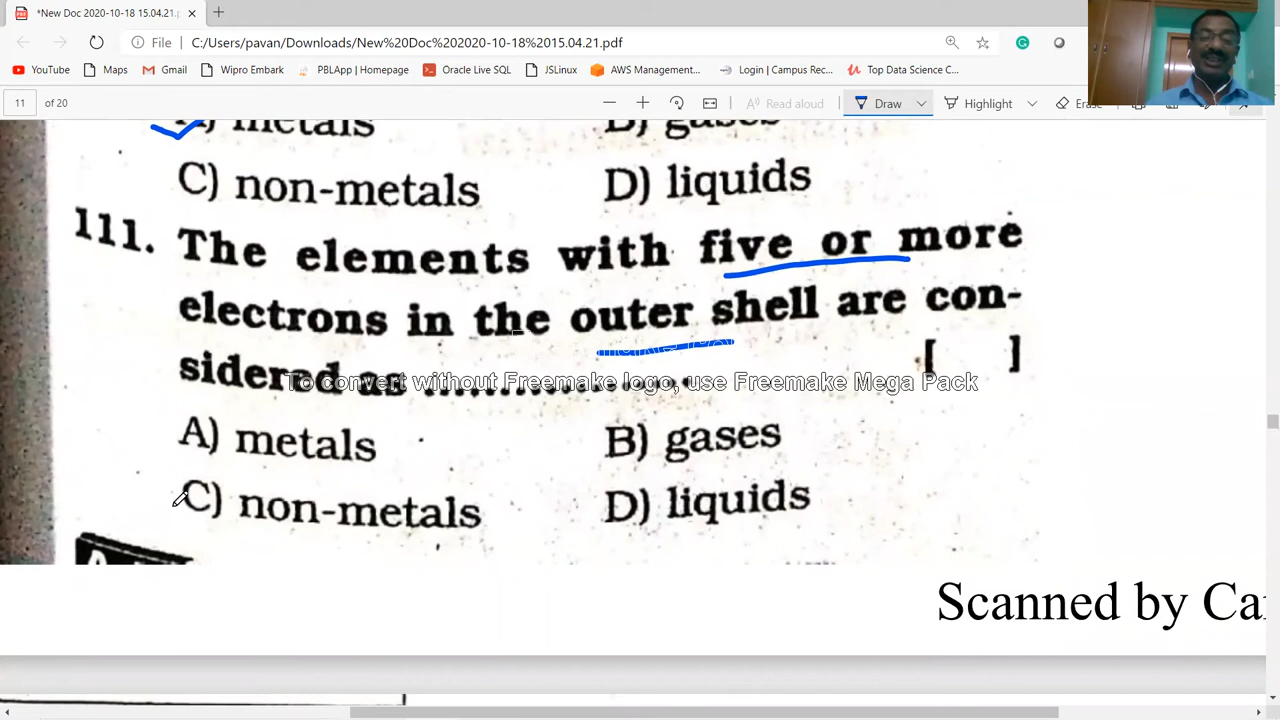 *New Doc 2020-10-18 15.04.21.p
File C:/Users/pavan/Downloads/New%20Doc%202020-10-18%2015.04.21.pdf
YouTube Maps Gmail Wipro Embark PBLApp | Homepage Oracle Live SQL JSLinux AWS Management... Login | Campus Rec... Top Data Science C...
11 of 20 Read aloud Draw Highlight Erase
A) metals B) gases
C) non-metals D) liquids
111. The elements with five or more
electrons in the outer shell are con-
sidered as .................. [ ]
To convert without Freemake logo, use Freemake Mega Pack
A) metals B) gases
C) non-metals D) liquids
Scanned by Ca